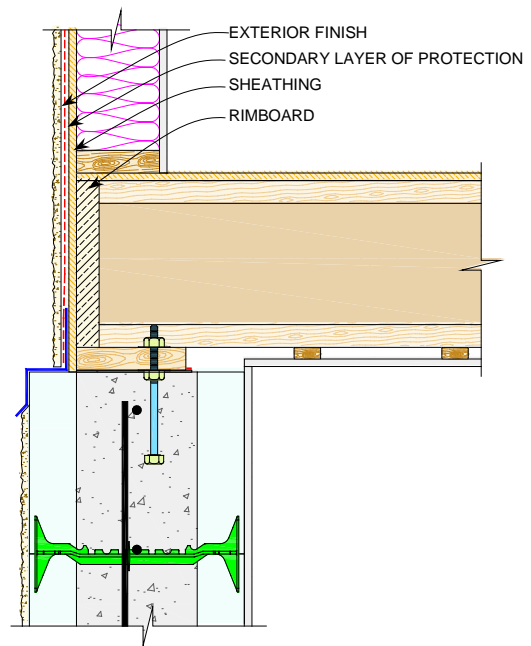 EXTERIOR FINISH
SECONDARY LAYER OF PROTECTION
SHEATHING
RIMBOARD